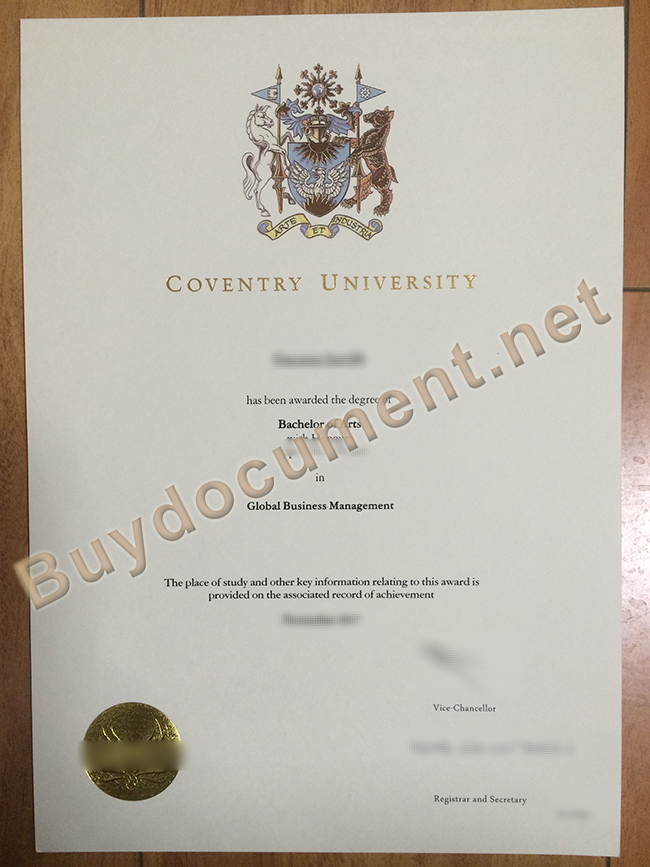 ARTE ET INDUSTRIA
COVENTRY UNIVERSITY
has been awarded the degree of
Bachelor of Arts
in
Global Business Management
Buydocument.net
The place of study and other key information relating to this award is
provided on the associated record of achievement
Vice-Chancellor
Registrar and Secretary